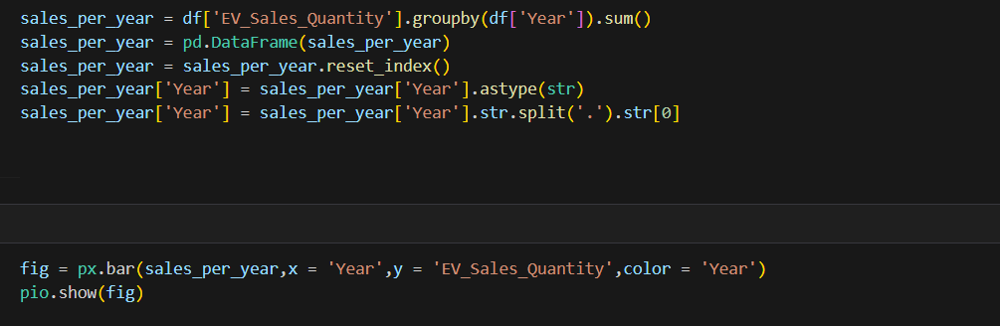 sales_per_year = df['EV_Sales_Quantity'].groupby(df['Year']).sum()
sales_per_year = pd.DataFrame(sales_per_year)
sales_per_year = sales_per_year.reset_index()
sales_per_year['Year'] = sales_per_year['Year'].astype(str)
sales_per_year['Year'] = sales_per_year['Year'].str.split('.').str[0]
fig = px.bar(sales_per_year,x = 'Year',y = 'EV_Sales_Quantity',color = 'Year')
pio.show(fig)